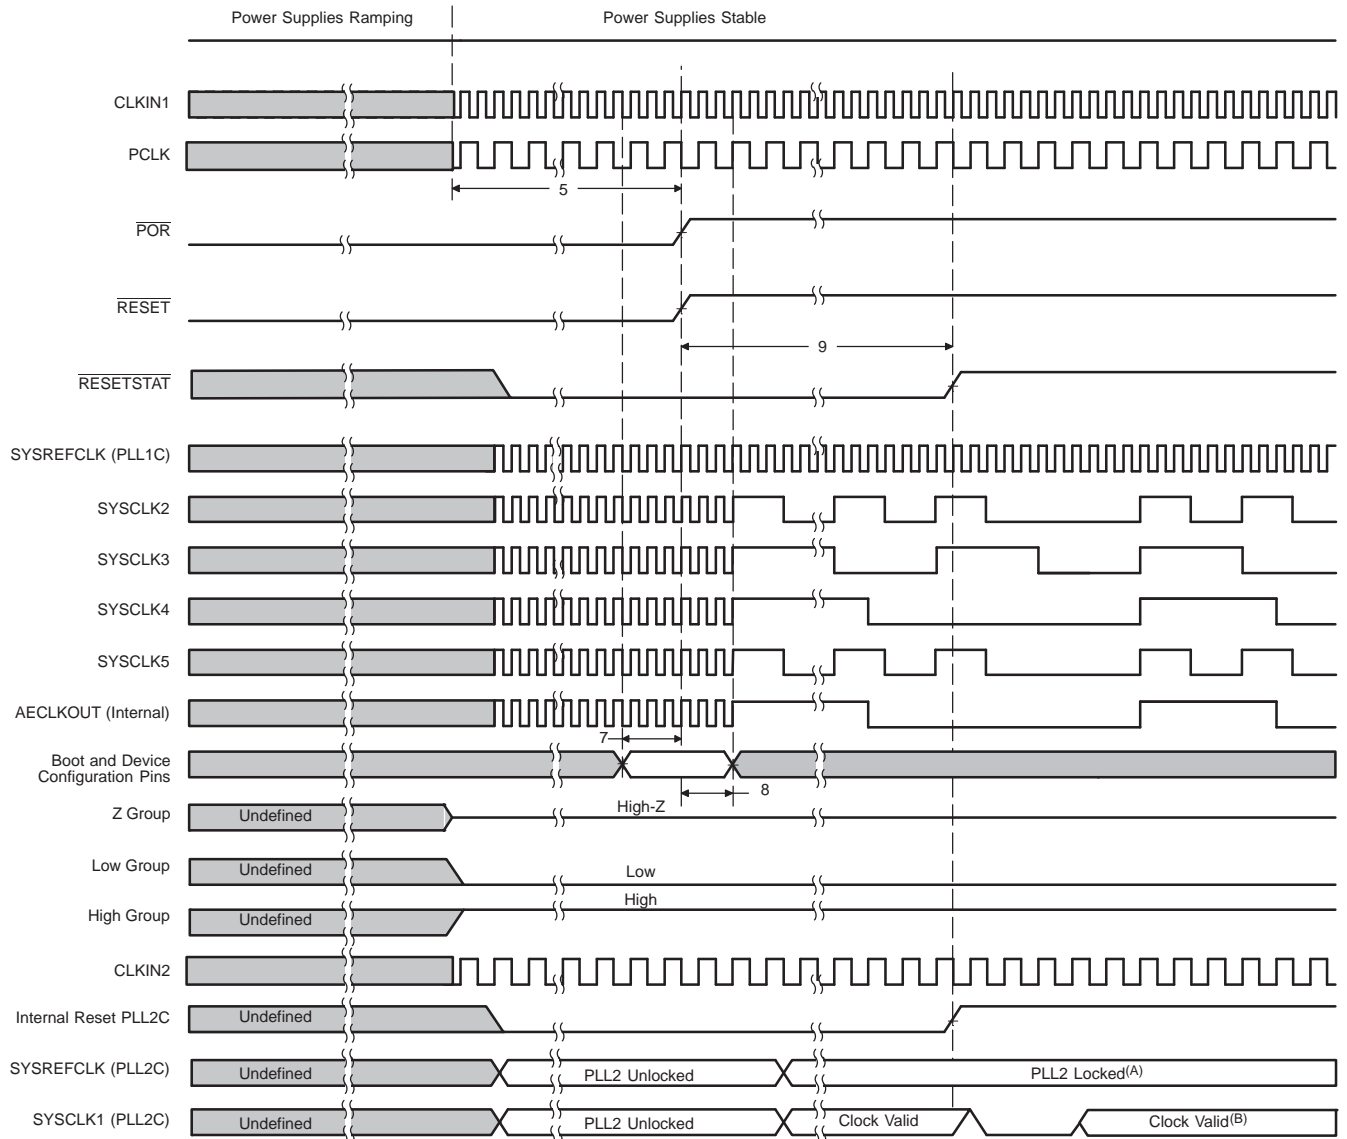 Power Supplies Ramping
Power Supplies Stable
CLKIN1
PCLK
5
POR
RESET
9
RESETSTAT
SYSREFCLK (PLL1C)
SYSCLK2
SYSCLK3
SYSCLK4
SYSCLK5
AECLKOUT (Internal)
7
Boot and Device
Configuration Pins
8
Z Group
Undefined
High-Z
Low Group
Undefined
Low
High Group
Undefined
High
CLKIN2
Internal Reset PLL2C
Undefined
SYSREFCLK (PLL2C)
Undefined
PLL2 Unlocked
PLL2 Locked(A)
SYSCLK1 (PLL2C)
Undefined
PLL2 Unlocked
Clock Valid
Clock Valid(B)